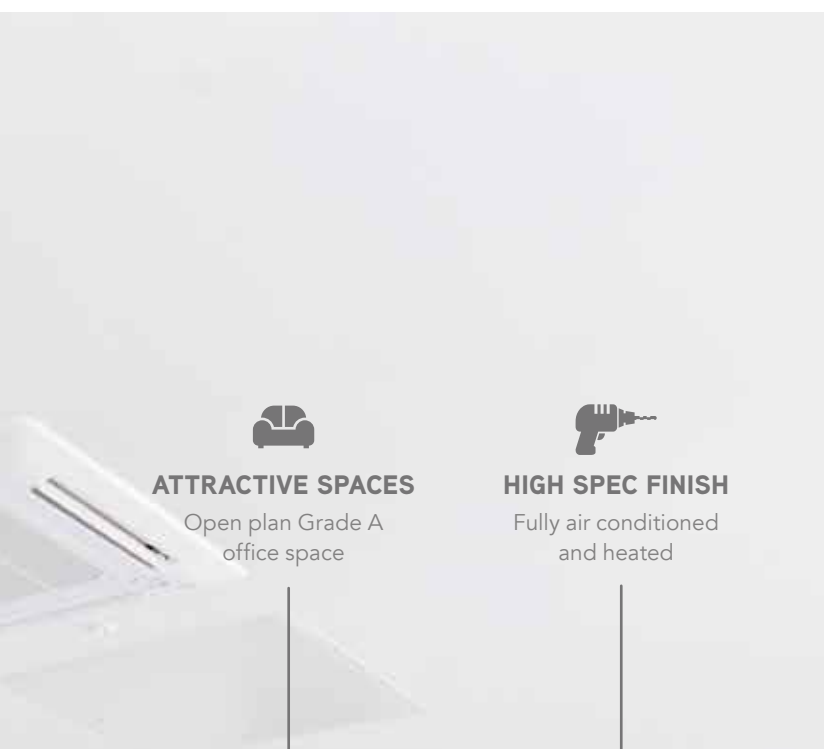 ATTRACTIVE SPACES
Open plan Grade A
office space
HIGH SPEC FINISH
Fully air conditioned
and heated